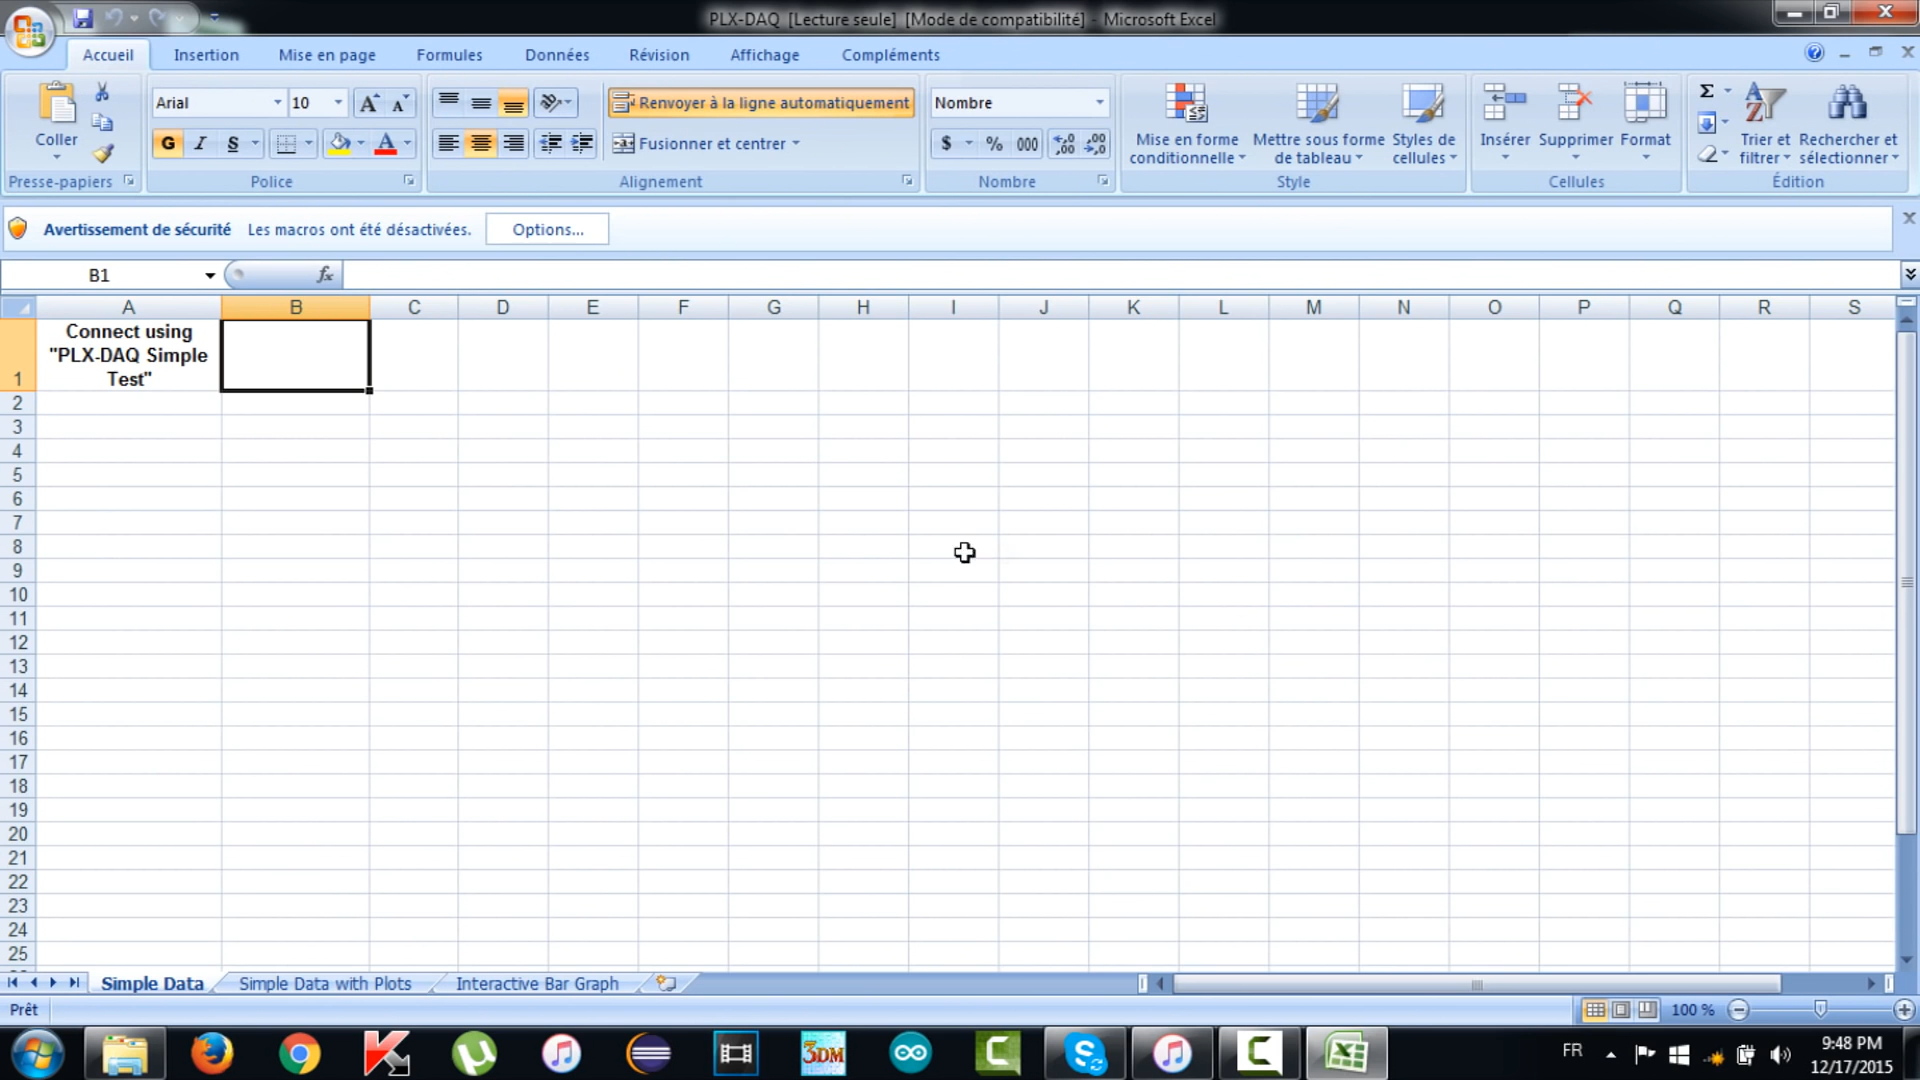 PLX-DAQ [Lecture seule] [Mode de compatibilité] - Microsoft Excel
Accueil Insertion Mise en page Formules Données Révision Affichage Compléments
Coller
Presse-papiers
Arial 10
G I S
Police
Renvoyer à la ligne automatiquement
Fusionner et centrer
Alignement
Nombre
$ % 000
Nombre
Mise en forme conditionnelle
Mettre sous forme de tableau
Styles de cellules
Style
Insérer Supprimer Format
Cellules
Trier et filtrer
Rechercher et sélectionner
Édition
Avertissement de sécurité Les macros ont été désactivées. Options...
B1 fx
A B C D E F G H I J K L M N O P Q R S
Connect using
"PLX-DAQ Simple
Test"
1
2
3
4
5
6
7
8
9
10
11
12
13
14
15
16
17
18
19
20
21
22
23
24
25
Simple Data Simple Data with Plots Interactive Bar Graph
Prêt 100 %
3DM
FR
9:48 PM
12/17/2015